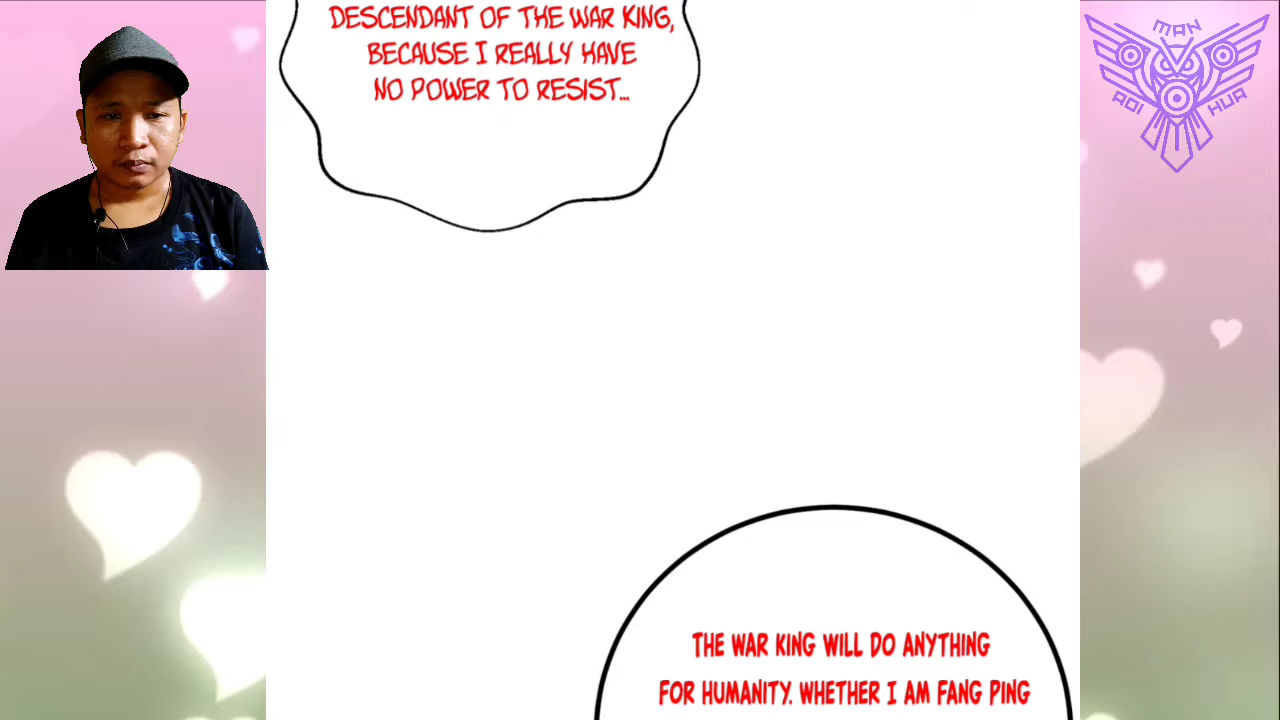 DESCENDANT OF THE WAR KING,
BECAUSE I REALLY HAVE
NO POWER TO RESIST...
MAN
AOI
HUA
THE WAR KING WILL DO ANYTHING
FOR HUMANITY. WHETHER I AM FANG PING